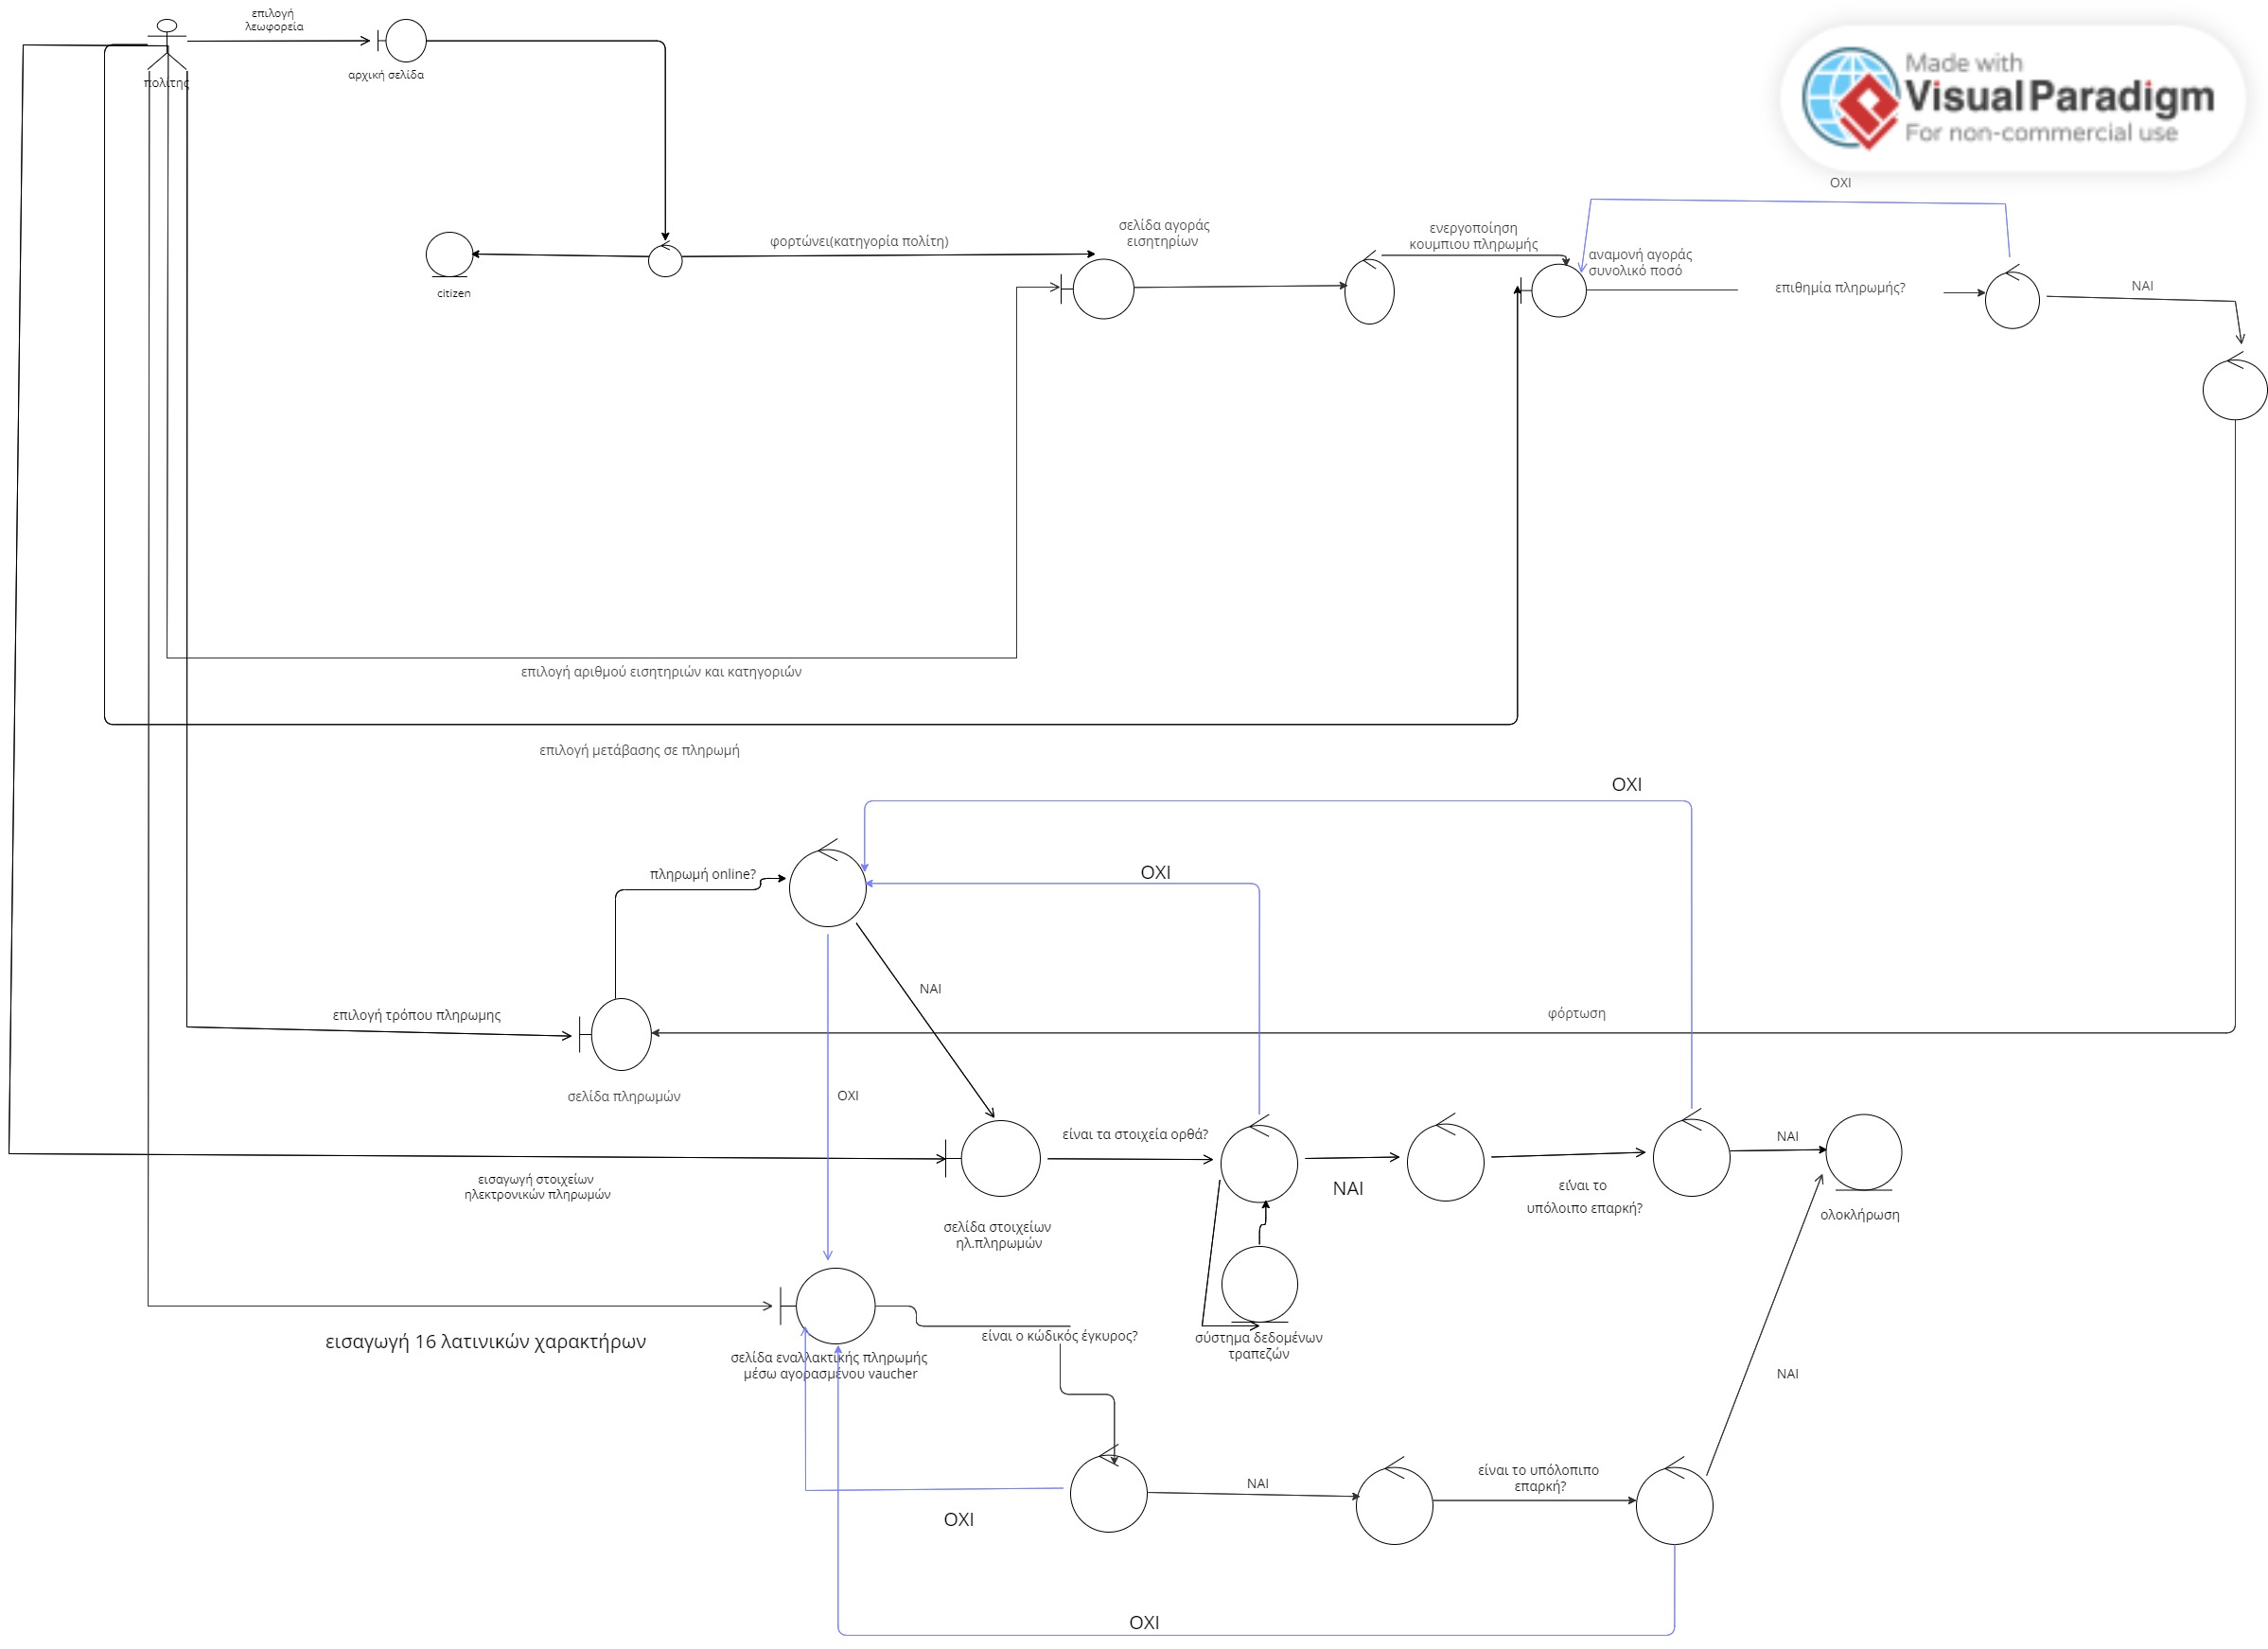 επιλογή
λεωφορεία
πολίτης
αρχική σελίδα
Made with
Visual Paradigm
For non-commercial use
ΟΧΙ
σελίδα αγοράς
εισητηρίων
ενεργοποίηση
κουμπιου πληρωμής
φορτώνει(κατηγορία πολίτη)
αναμονή αγοράς
συνολικό ποσό
επιθημία πληρωμής?
ΝΑΙ
citizen
επιλογή αριθμού εισητηριών και κατηγοριών
επιλογή μετάβασης σε πληρωμή
ΟΧΙ
πληρωμή online?
ΟΧΙ
ΝΑΙ
επιλογή τρόπου πληρωμης
φόρτωση
σελίδα πληρωμών
ΟΧΙ
είναι τα στοιχεία ορθά?
ΝΑΙ
εισαγωγή στοιχείων
ηλεκτρονικών πληρωμών
ΝΑΙ
είναι το
υπόλοιπο επαρκή?
ολοκλήρωση
σελίδα στοιχείων
ηλ.πληρωμών
εισαγωγή 16 λατινικών χαρακτήρων
είναι ο κώδικός έγκυρος?
σύστημα δεδομένων
τραπεζών
σελίδα εναλλακτικής πληρωμής
μέσω αγορασμένου vaucher
ΝΑΙ
ΝΑΙ
είναι το υπόλοπιπο
επαρκή?
ΟΧΙ
ΟΧΙ